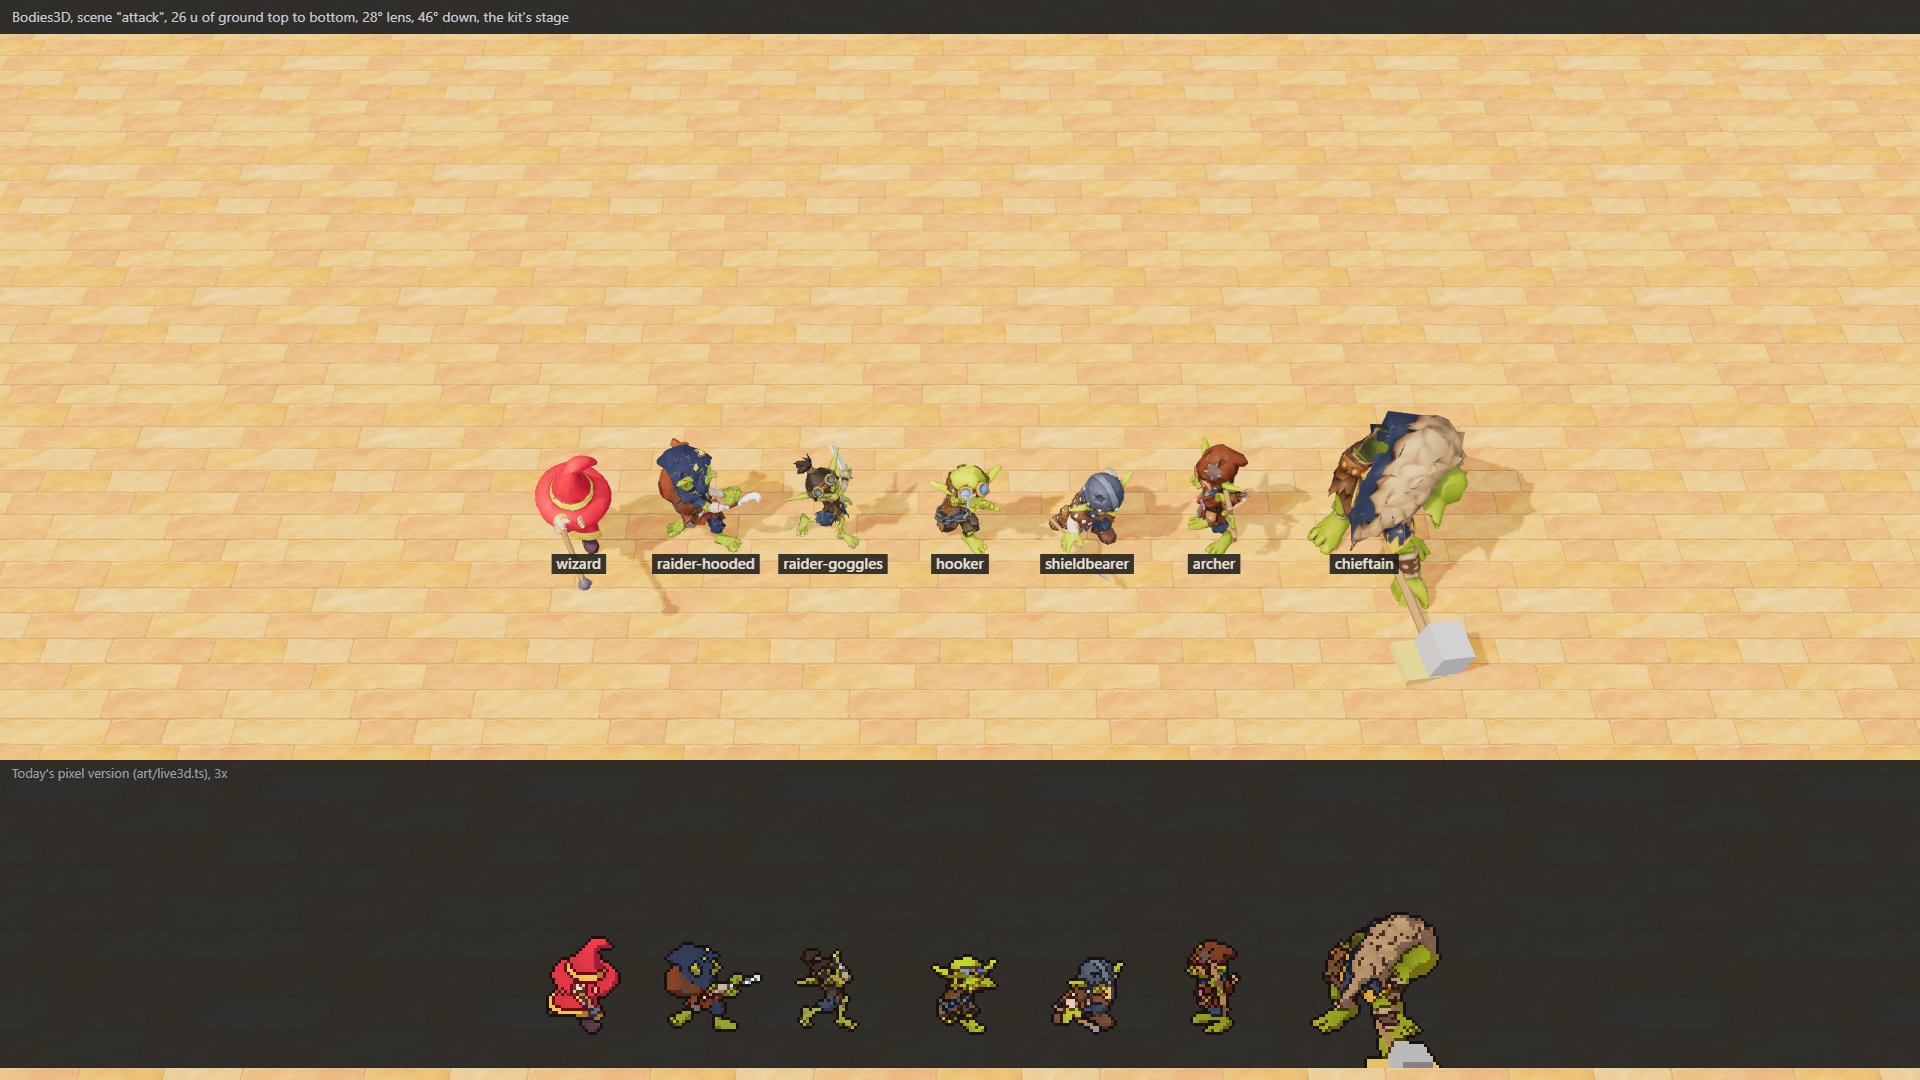 Bodies3D, scene "attack", 26 u of ground top to bottom, 28° lens, 46° down, the kit's stage
wizard
raider-hooded
raider-goggles
hooker
shieldbearer
archer
chieftain
Today's pixel version (art/live3d.ts), 3x